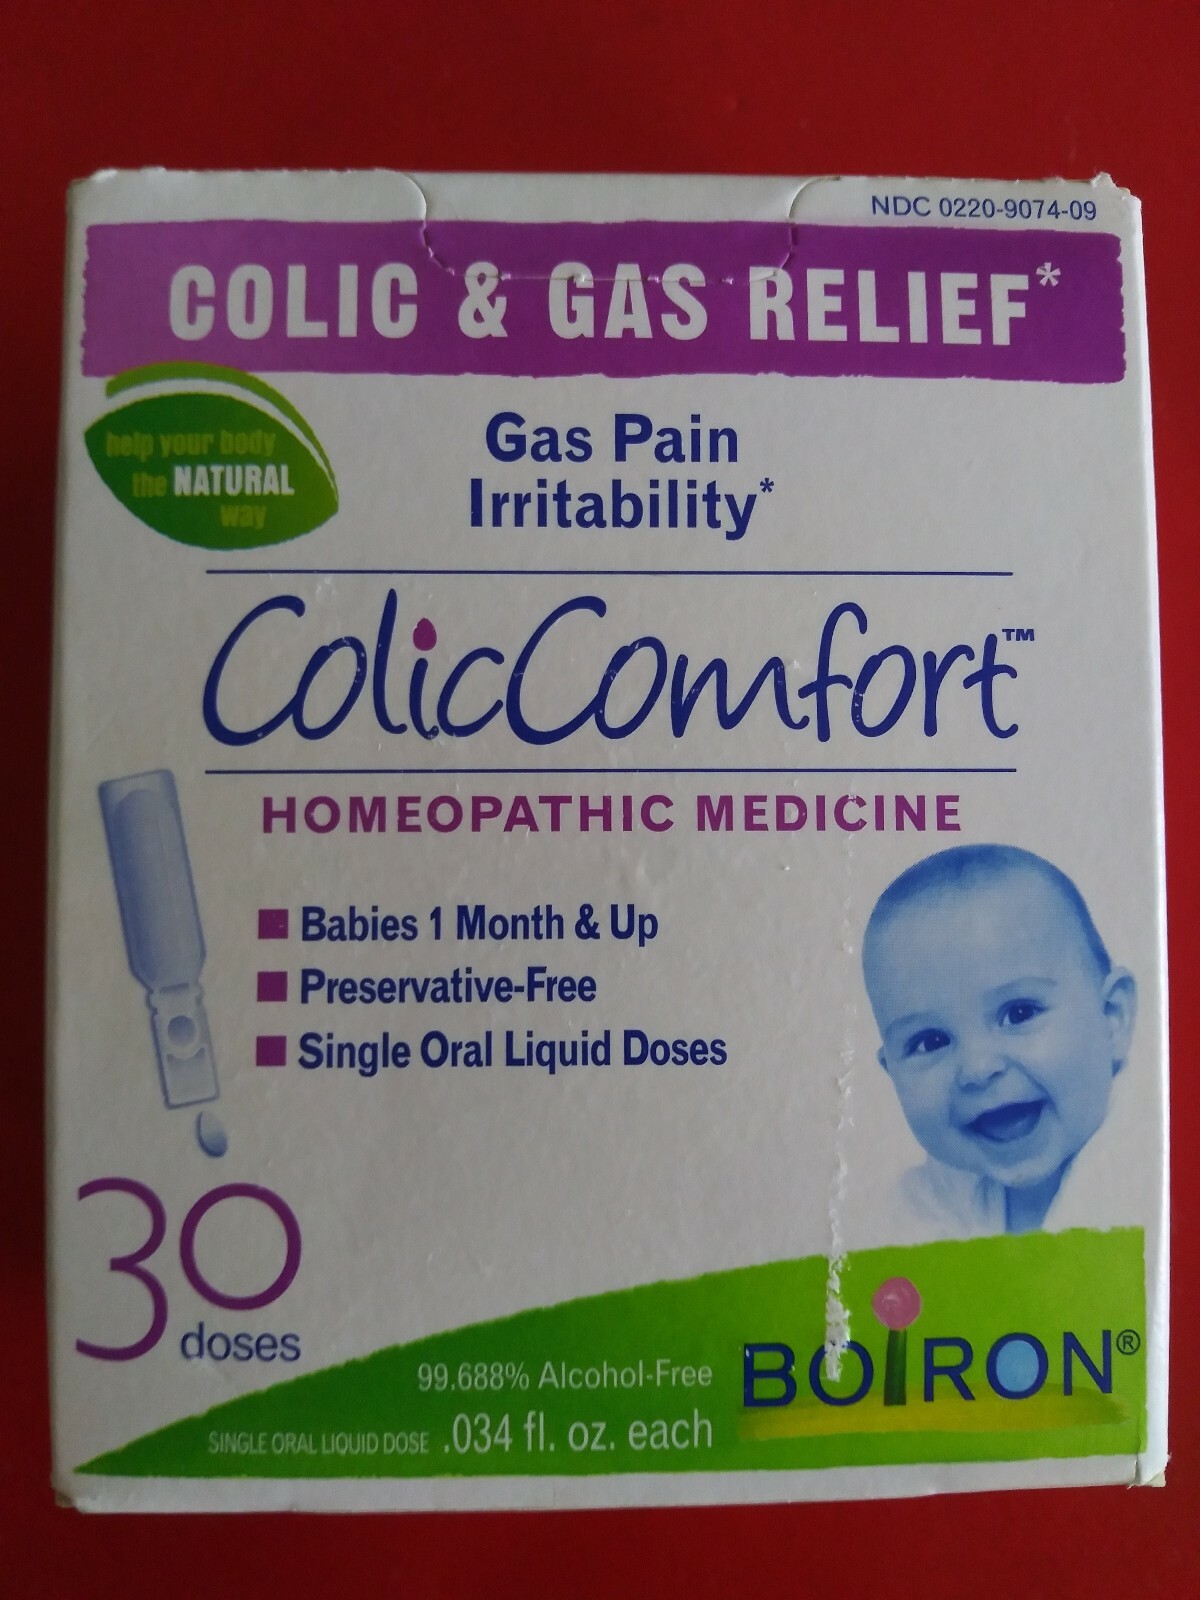 NDC 0220-9074-09
COLIC & GAS RELIEF*
help your body
the NATURAL
way
Gas Pain
Irritability*
ColicComfort™
HOMEOPATHIC MEDICINE
Babies 1 Month & Up
Preservative-Free
Single Oral Liquid Doses
30
doses
99.688% Alcohol-Free
SINGLE ORAL LIQUID DOSE .034 fl. oz. each
BOIRON®